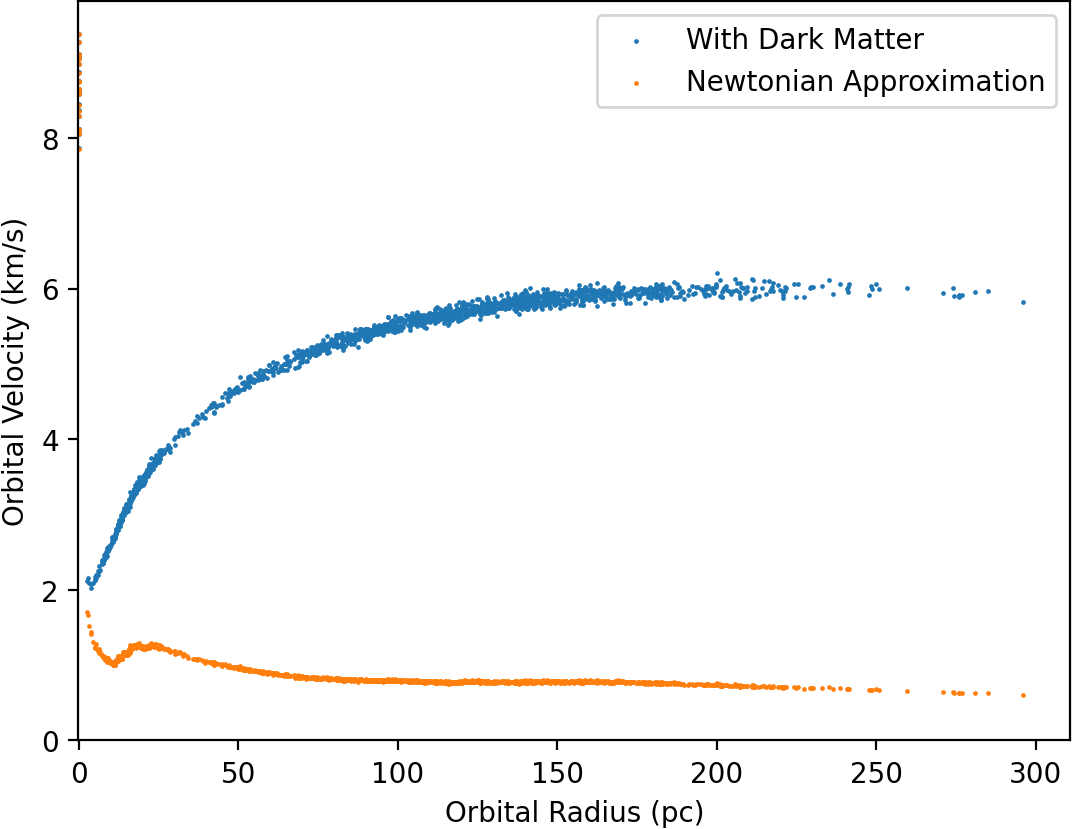 With Dark Matter
Newtonian Approximation
Orbital Velocity (km/s)
8
6
4
2
0
0 50 100 150 200 250 300
Orbital Radius (pc)